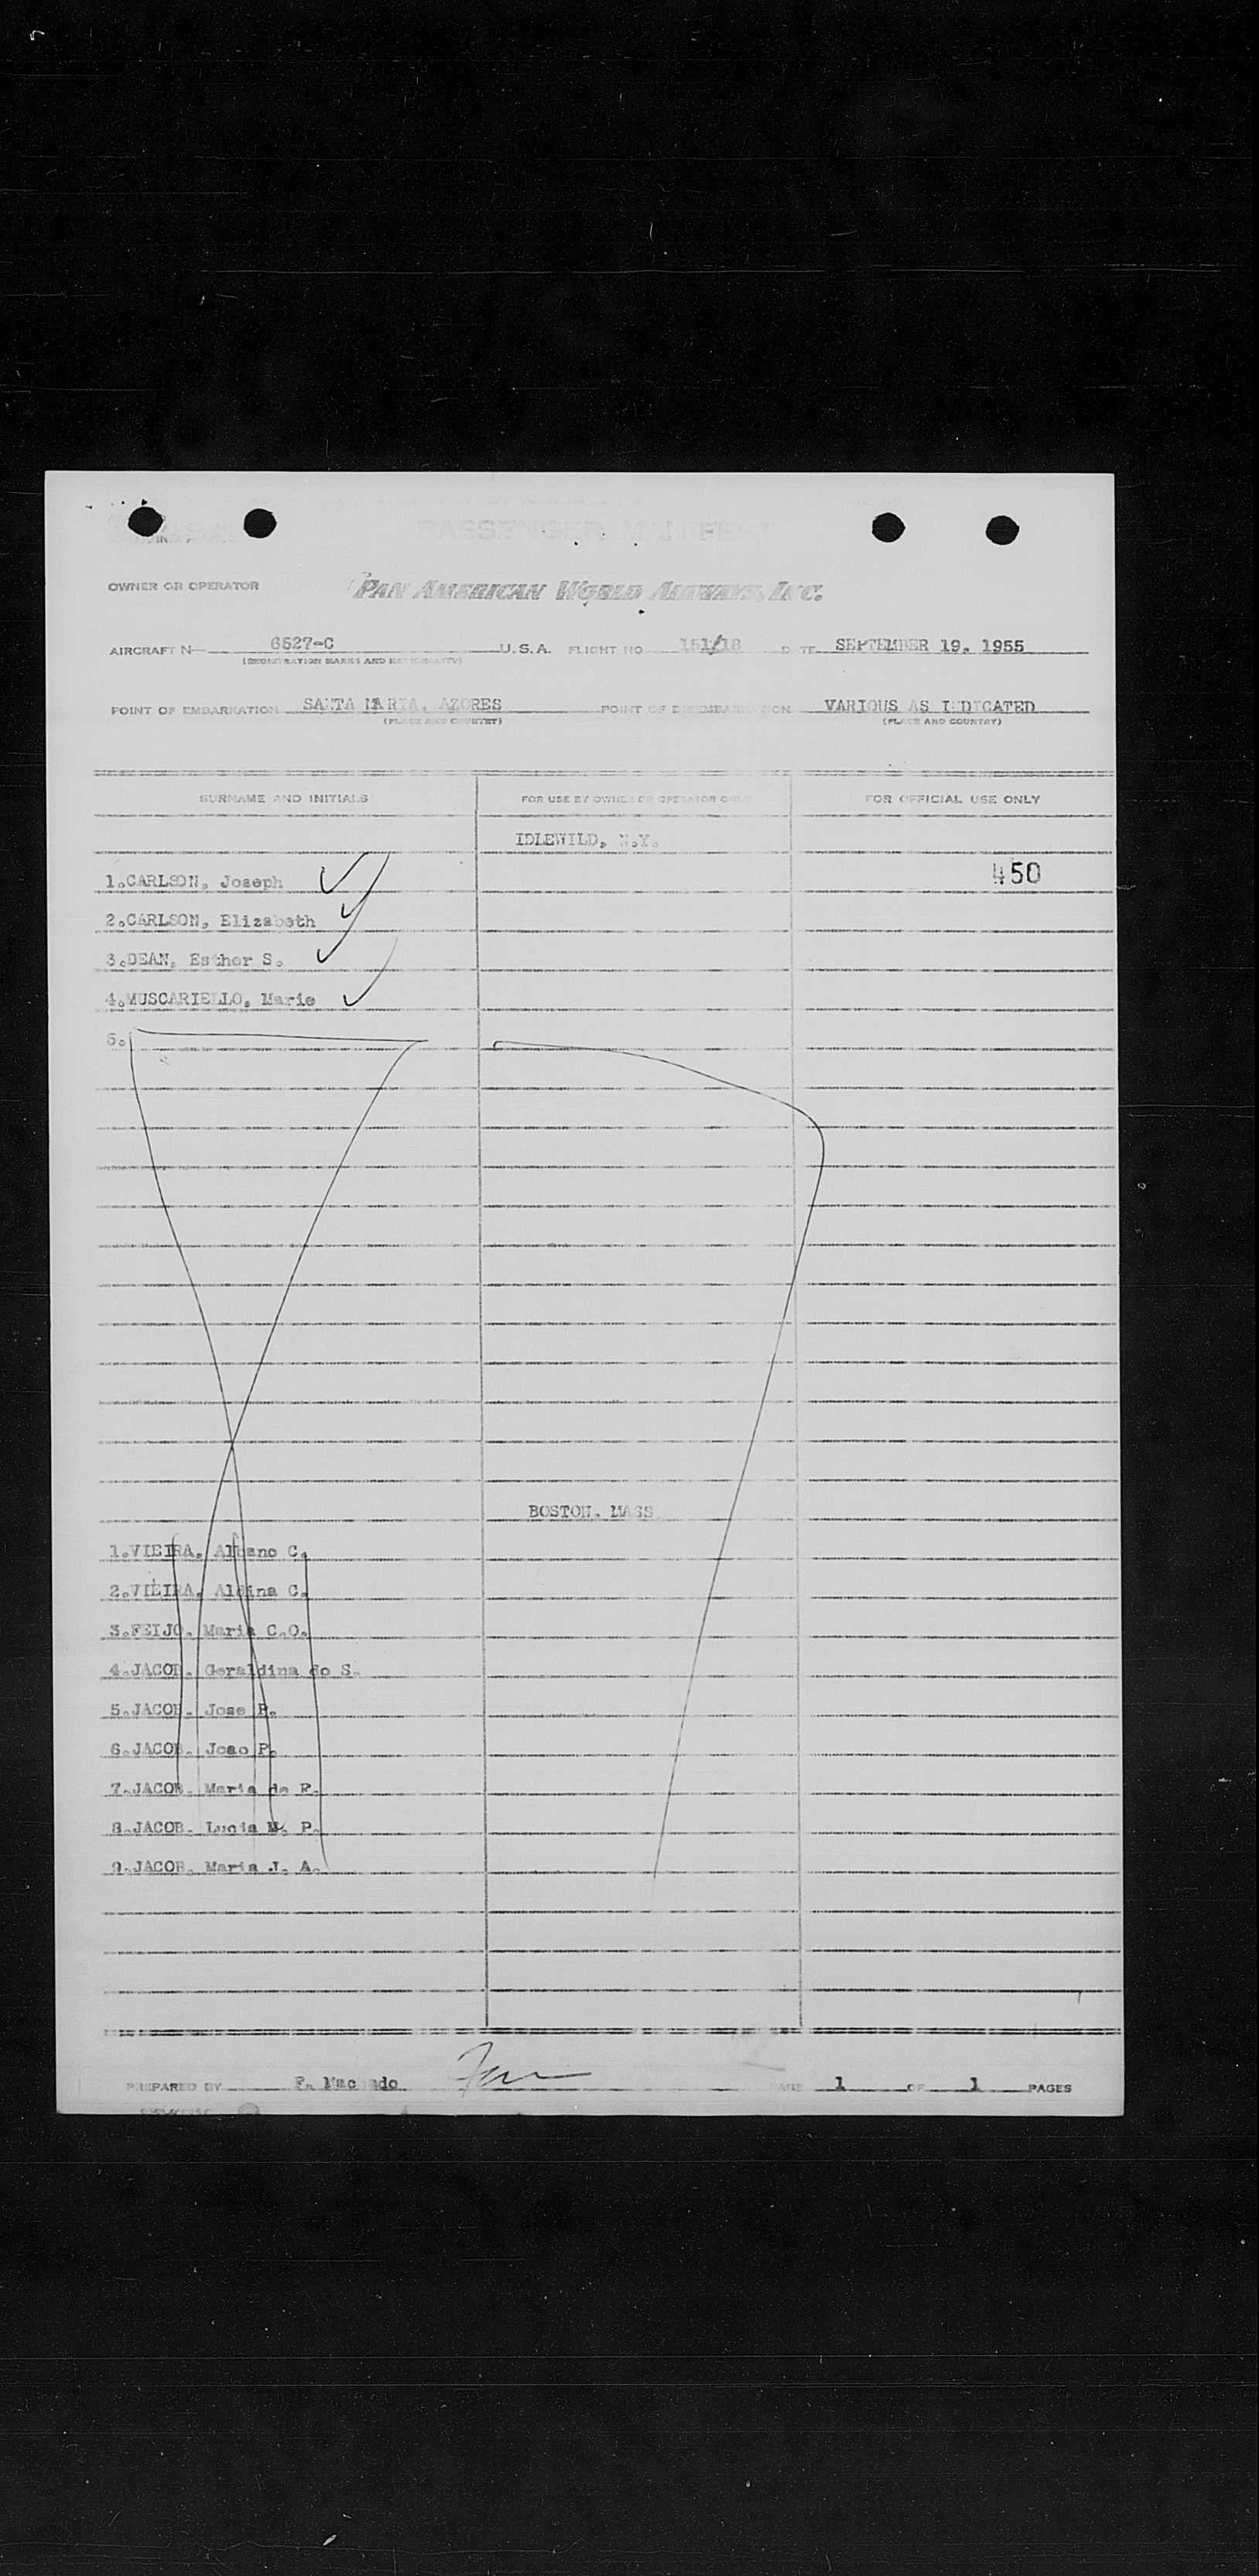 PASSENGER MANIFEST
OWNER OR OPERATOR PAN AMERICAN WORLD AIRWAYS, INC.
AIRCRAFT N- 6527-C U.S.A. FLIGHT NO 151/18 DATE SEPTEMBER 19. 1955
(REGISTRATION MARKS AND NATIONALITY)
POINT OF EMBARKATION SANTA MARIA, AZORES POINT OF DISEMBARKATION VARIOUS AS INDICATED
(PLACE AND COUNTRY) (PLACE AND COUNTRY)
SURNAME AND INITIALS FOR USE BY OWNER OR OPERATOR ONLY FOR OFFICIAL USE ONLY
IDLEWILD, N.Y.
1.CARLSON, Joseph 450
2.CARLSON, Elizabeth
3.DEAN, Esther S.
4.MUSCARIELLO, Marie
5.
BOSTON, MASS
1.VIEIRA, Albano C.
2.VIEIRA, Aldina C.
3.FEIJO, Maria C.O.
4.JACOB, Geraldina do S.
5.JACOB, Jose P.
6.JACOB, Joao P.
7.JACOB, Maria de F.
8.JACOB, Lucia M. P.
9.JACOB, Maria J. A.
PREPARED BY F. Machado PAGE 1 OF 1 PAGES